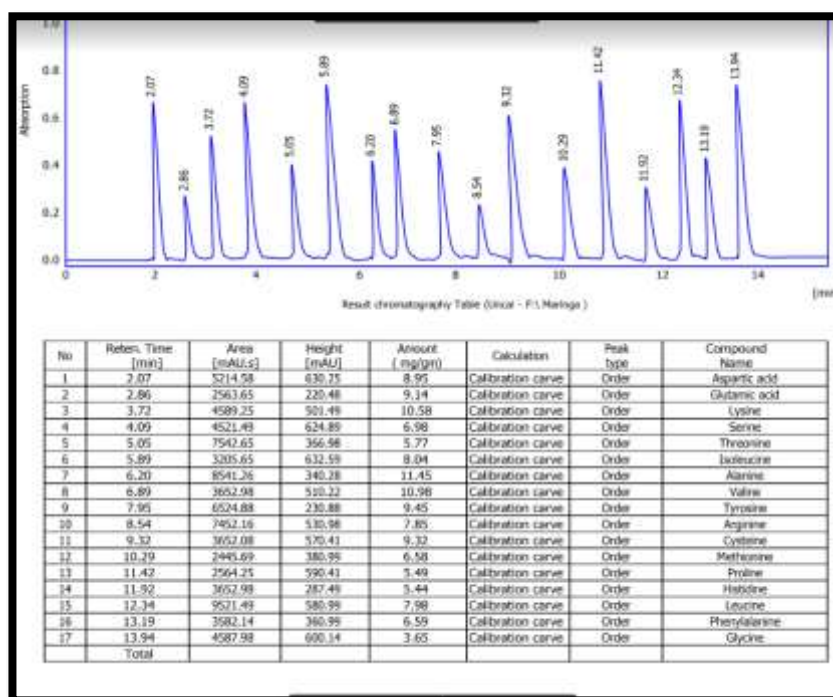 1.0
0.8
0.6
0.4
0.2
0.0
Absorption
2.07
2.86
3.72
4.09
5.05
5.89
6.20
6.89
7.95
8.54
9.32
10.29
11.42
11.92
12.34
13.19
13.94
0 2 4 6 8 10 12 14
[min
Result chromatography Table (Uncal - F:\ Maringa )
No Reten. Time [min] Area [mAU.s] Height [mAU] Amount ( mg/gm) Calculation Peak type Compound Name
1 2.07 5214.58 630.25 8.95 Calibration carve Order Aspartic acid
2 2.86 2563.65 220.48 9.14 Calibration carve Order Glutamic acid
3 3.72 4589.25 501.49 10.58 Calibration carve Order Lysine
4 4.09 4521.49 624.89 6.98 Calibration carve Order Serine
5 5.05 7542.65 366.98 5.77 Calibration carve Order Threonine
6 5.89 3205.65 632.59 8.04 Calibration carve Order Isoleucine
7 6.20 8541.26 340.28 11.45 Calibration carve Order Alanine
8 6.89 3652.98 510.22 10.98 Calibration carve Order Valine
9 7.95 6524.88 230.88 9.45 Calibration carve Order Tyrosine
10 8.54 7452.16 530.98 7.85 Calibration carve Order Arginine
11 9.32 3652.08 570.41 9.32 Calibration carve Order Cysteine
12 10.29 2445.69 380.99 6.58 Calibration carve Order Methionine
13 11.42 2564.25 590.41 5.49 Calibration carve Order Proline
14 11.92 3652.98 287.49 5.44 Calibration carve Order Histidine
15 12.34 9521.49 580.99 7.98 Calibration carve Order Leucine
16 13.19 3582.14 360.99 6.59 Calibration carve Order Phenylalanine
17 13.94 4587.98 600.14 3.65 Calibration carve Order Glycine
Total